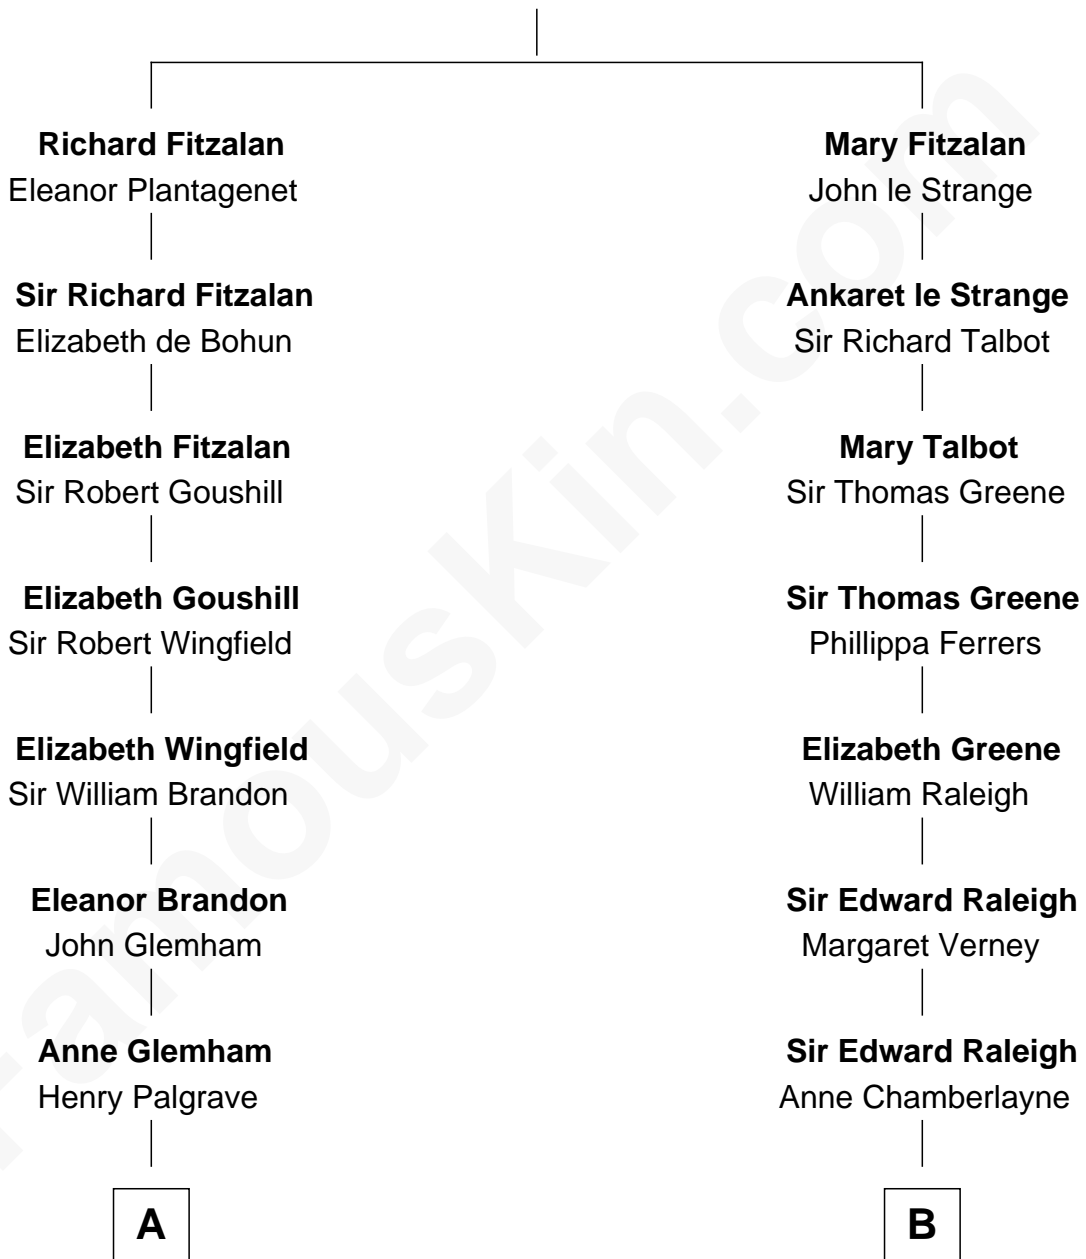 Richard Fitzalan
Eleanor Plantagenet
Sir Richard Fitzalan
Elizabeth de Bohun
Elizabeth Fitzalan
Sir Robert Goushill
Elizabeth Goushill
Sir Robert Wingfield
Elizabeth Wingfield
Sir William Brandon
Eleanor Brandon
John Glemham
Anne Glemham
Henry Palgrave
A
Mary Fitzalan
John le Strange
Ankaret le Strange
Sir Richard Talbot
Mary Talbot
Sir Thomas Greene
Sir Thomas Greene
Phillippa Ferrers
Elizabeth Greene
William Raleigh
Sir Edward Raleigh
Margaret Verney
Sir Edward Raleigh
Anne Chamberlayne
B
FamousKin.com